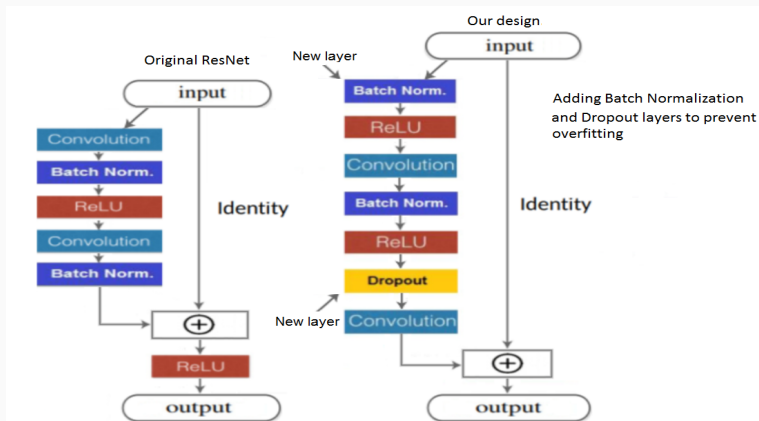 Original ResNet
input
Convolution
Batch Norm.
ReLU
Convolution
Batch Norm.
Identity
ReLU
output
Our design
input
New layer
Batch Norm.
ReLU
Convolution
Batch Norm.
ReLU
Dropout
New layer
Convolution
Identity
output
Adding Batch Normalization
and Dropout layers to prevent
overfitting